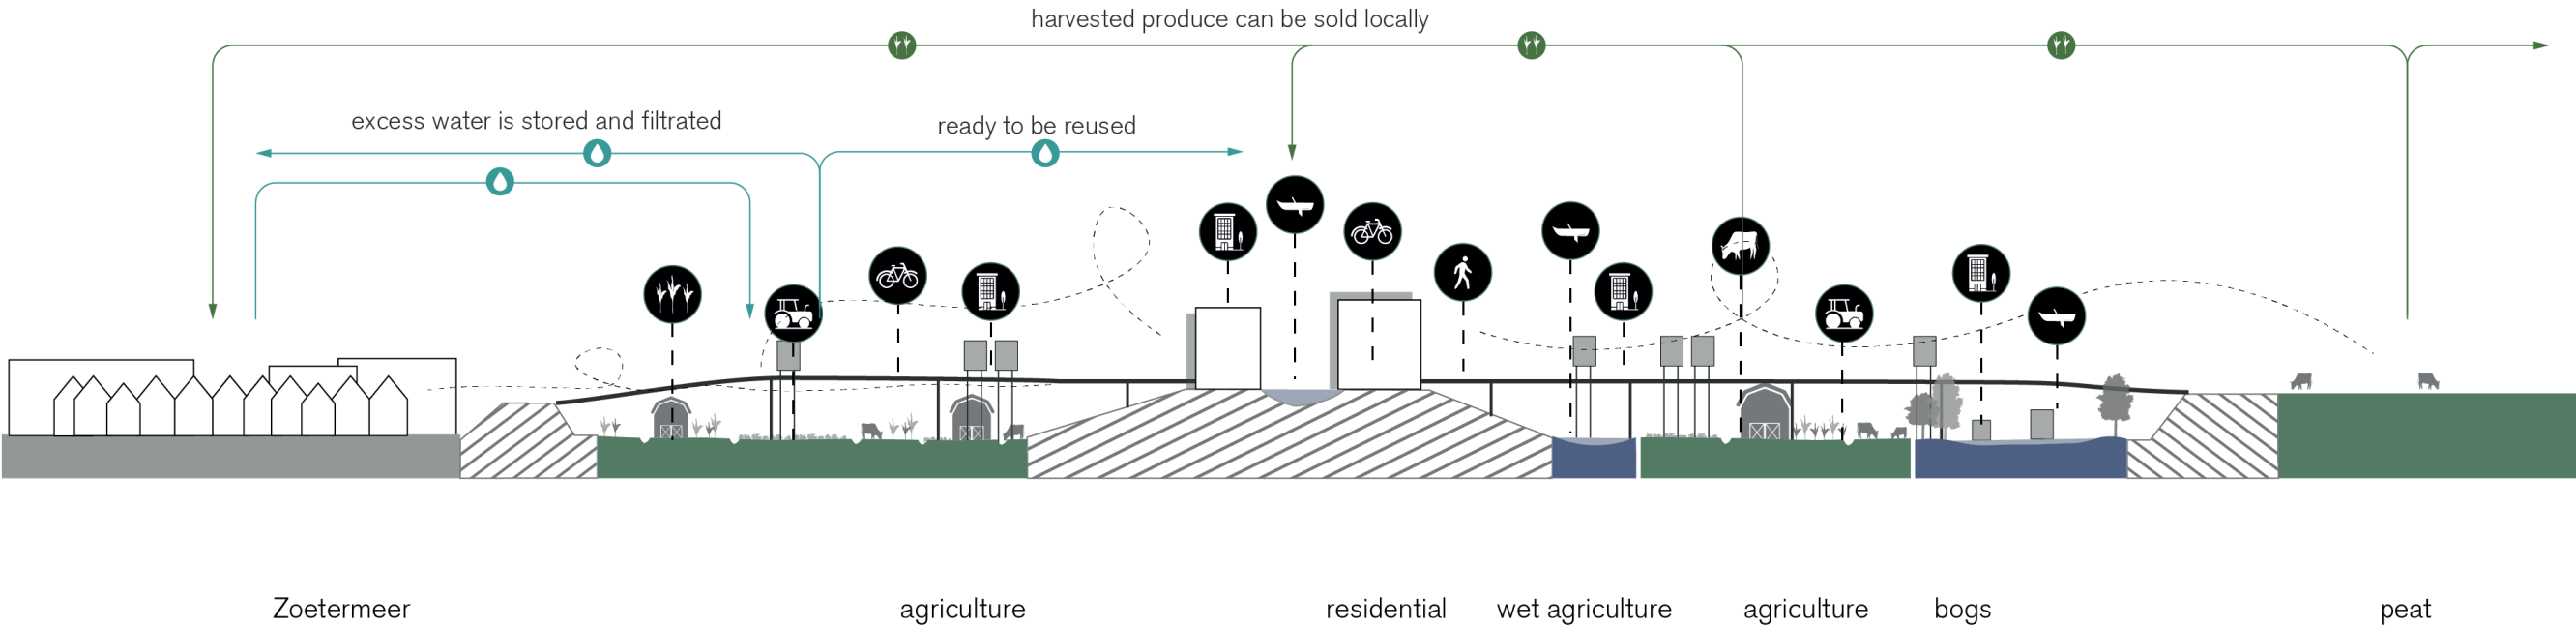 harvested produce can be sold locally
excess water is stored and filtrated
ready to be reused
Zoetermeer
agriculture
residential
wet agriculture
agriculture
bogs
peat